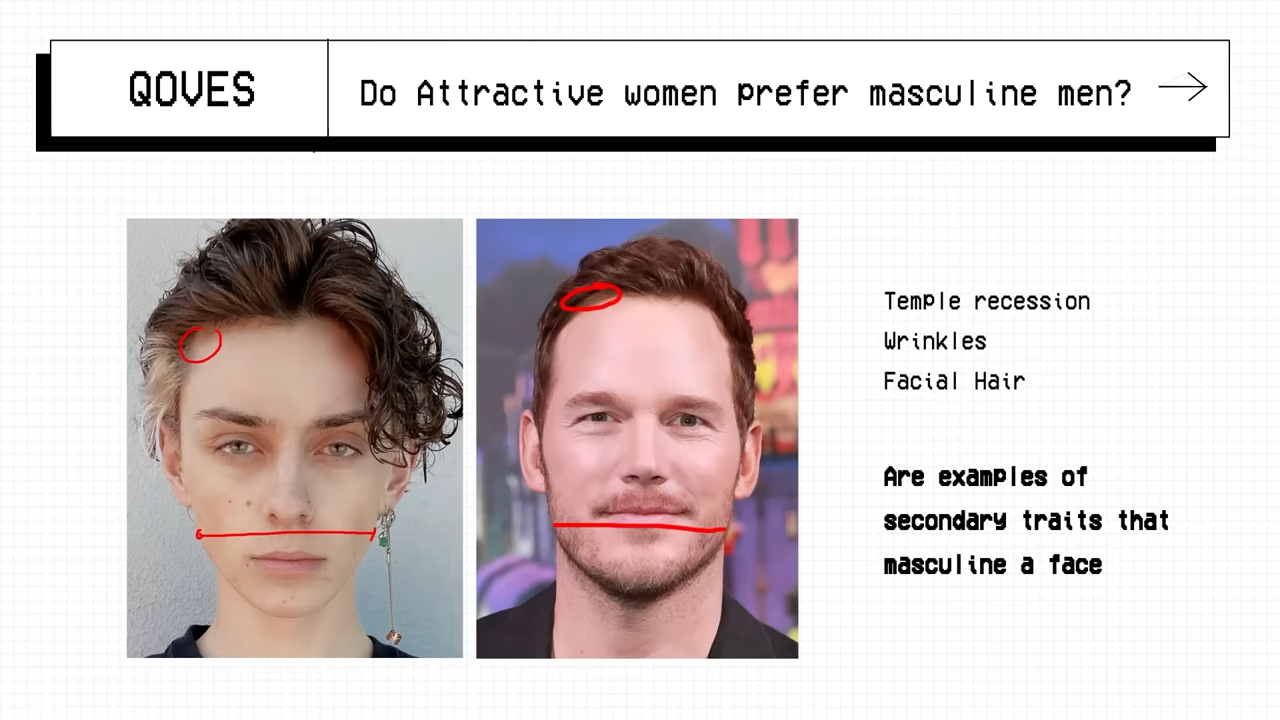 QOVES
Do Attractive women prefer masculine men?
Temple recession
Wrinkles
Facial Hair
Are examples of
secondary traits that
masculine a face